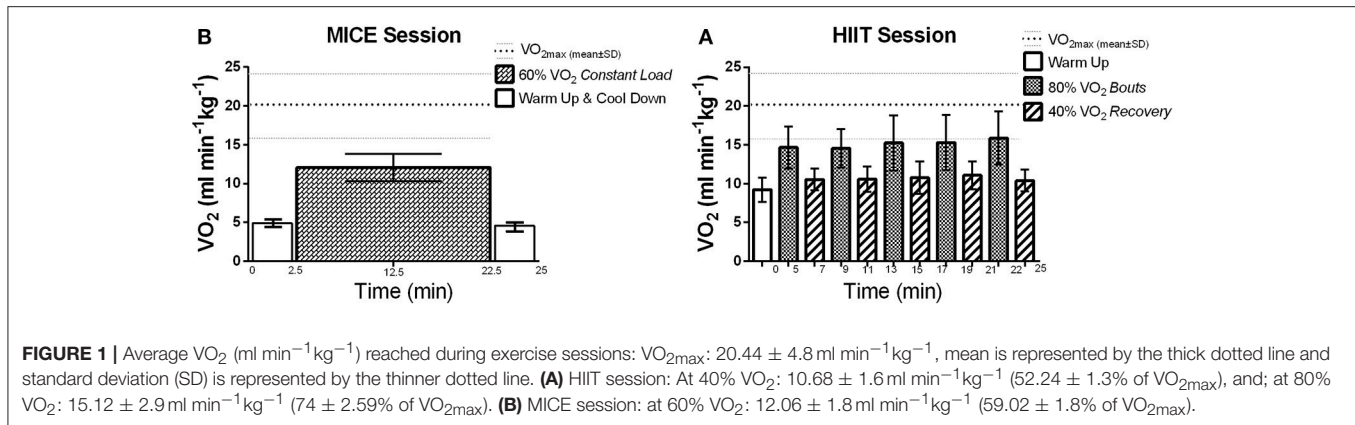 B MICE Session
VO2max (mean±SD)
60% VO2 Constant Load
Warm Up & Cool Down
VO2 (ml min−1kg−1)
25
20
15
10
5
0
0 2.5 12.5 22.5 25
Time (min)
A HIIT Session
VO2max (mean±SD)
Warm Up
80% VO2 Bouts
40% VO2 Recovery
VO2 (ml min−1kg−1)
25
20
15
10
5
0
0 5 7 9 11 13 15 17 19 21 22 25
Time (min)
FIGURE 1 | Average VO2 (ml min−1kg−1) reached during exercise sessions: VO2max: 20.44 ± 4.8 ml min−1kg−1, mean is represented by the thick dotted line and
standard deviation (SD) is represented by the thinner dotted line. (A) HIIT session: At 40% VO2: 10.68 ± 1.6 ml min−1kg−1 (52.24 ± 1.3% of VO2max), and; at 80%
VO2: 15.12 ± 2.9 ml min−1kg−1 (74 ± 2.59% of VO2max). (B) MICE session: at 60% VO2: 12.06 ± 1.8 ml min−1kg−1 (59.02 ± 1.8% of VO2max).